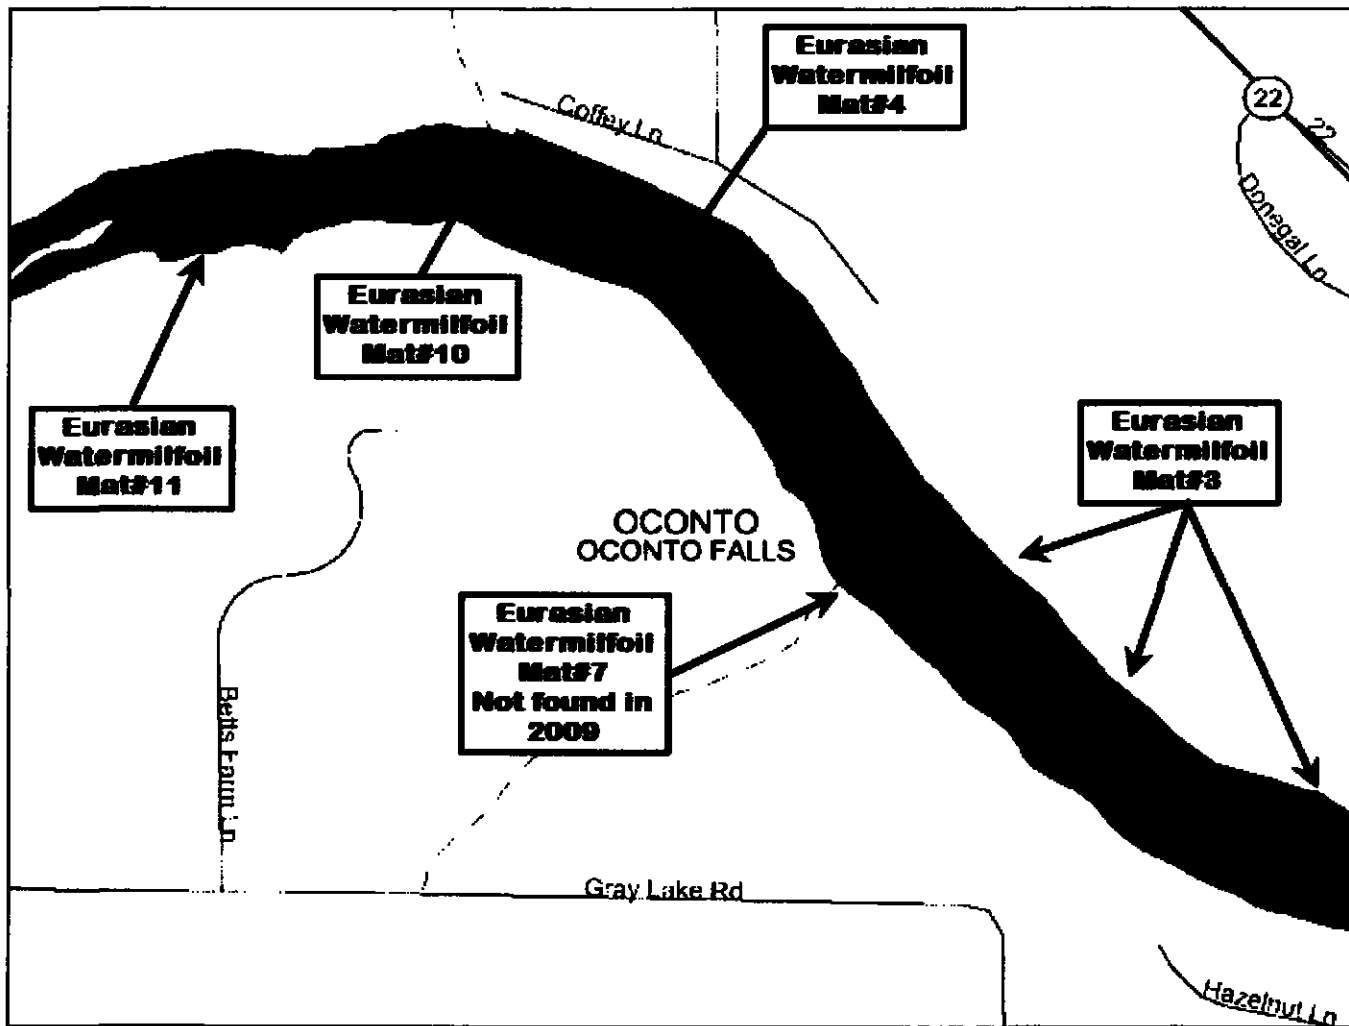 Eurasian
Watermilfoil
Mat#4
Coffey Ln
22
22
Donegal Ln
Eurasian
Watermilfoil
Mat#10
Eurasian
Watermilfoil
Mat#11
Eurasian
Watermilfoil
Mat#3
OCONTO
OCONTO FALLS
Eurasian
Watermilfoil
Mat#7
Not found in
2009
Betts Farm Ln
Gray Lake Rd
Hazelnut Ln